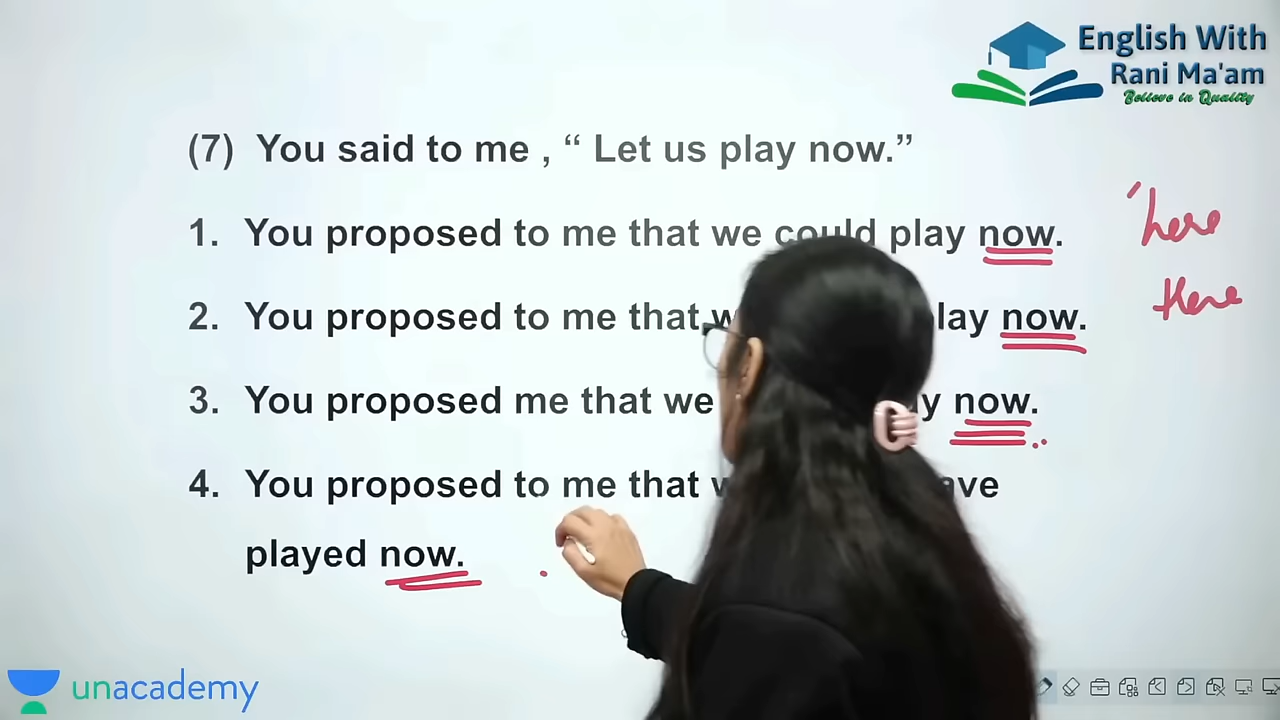 English With
Rani Ma'am
Believe in Quality
(7) You said to me , “ Let us play now.”
1. You proposed to me that we could play now.
here
2. You proposed to me that play now.
there
3. You proposed me that we now.
4. You proposed to me that have
played now.
unacademy